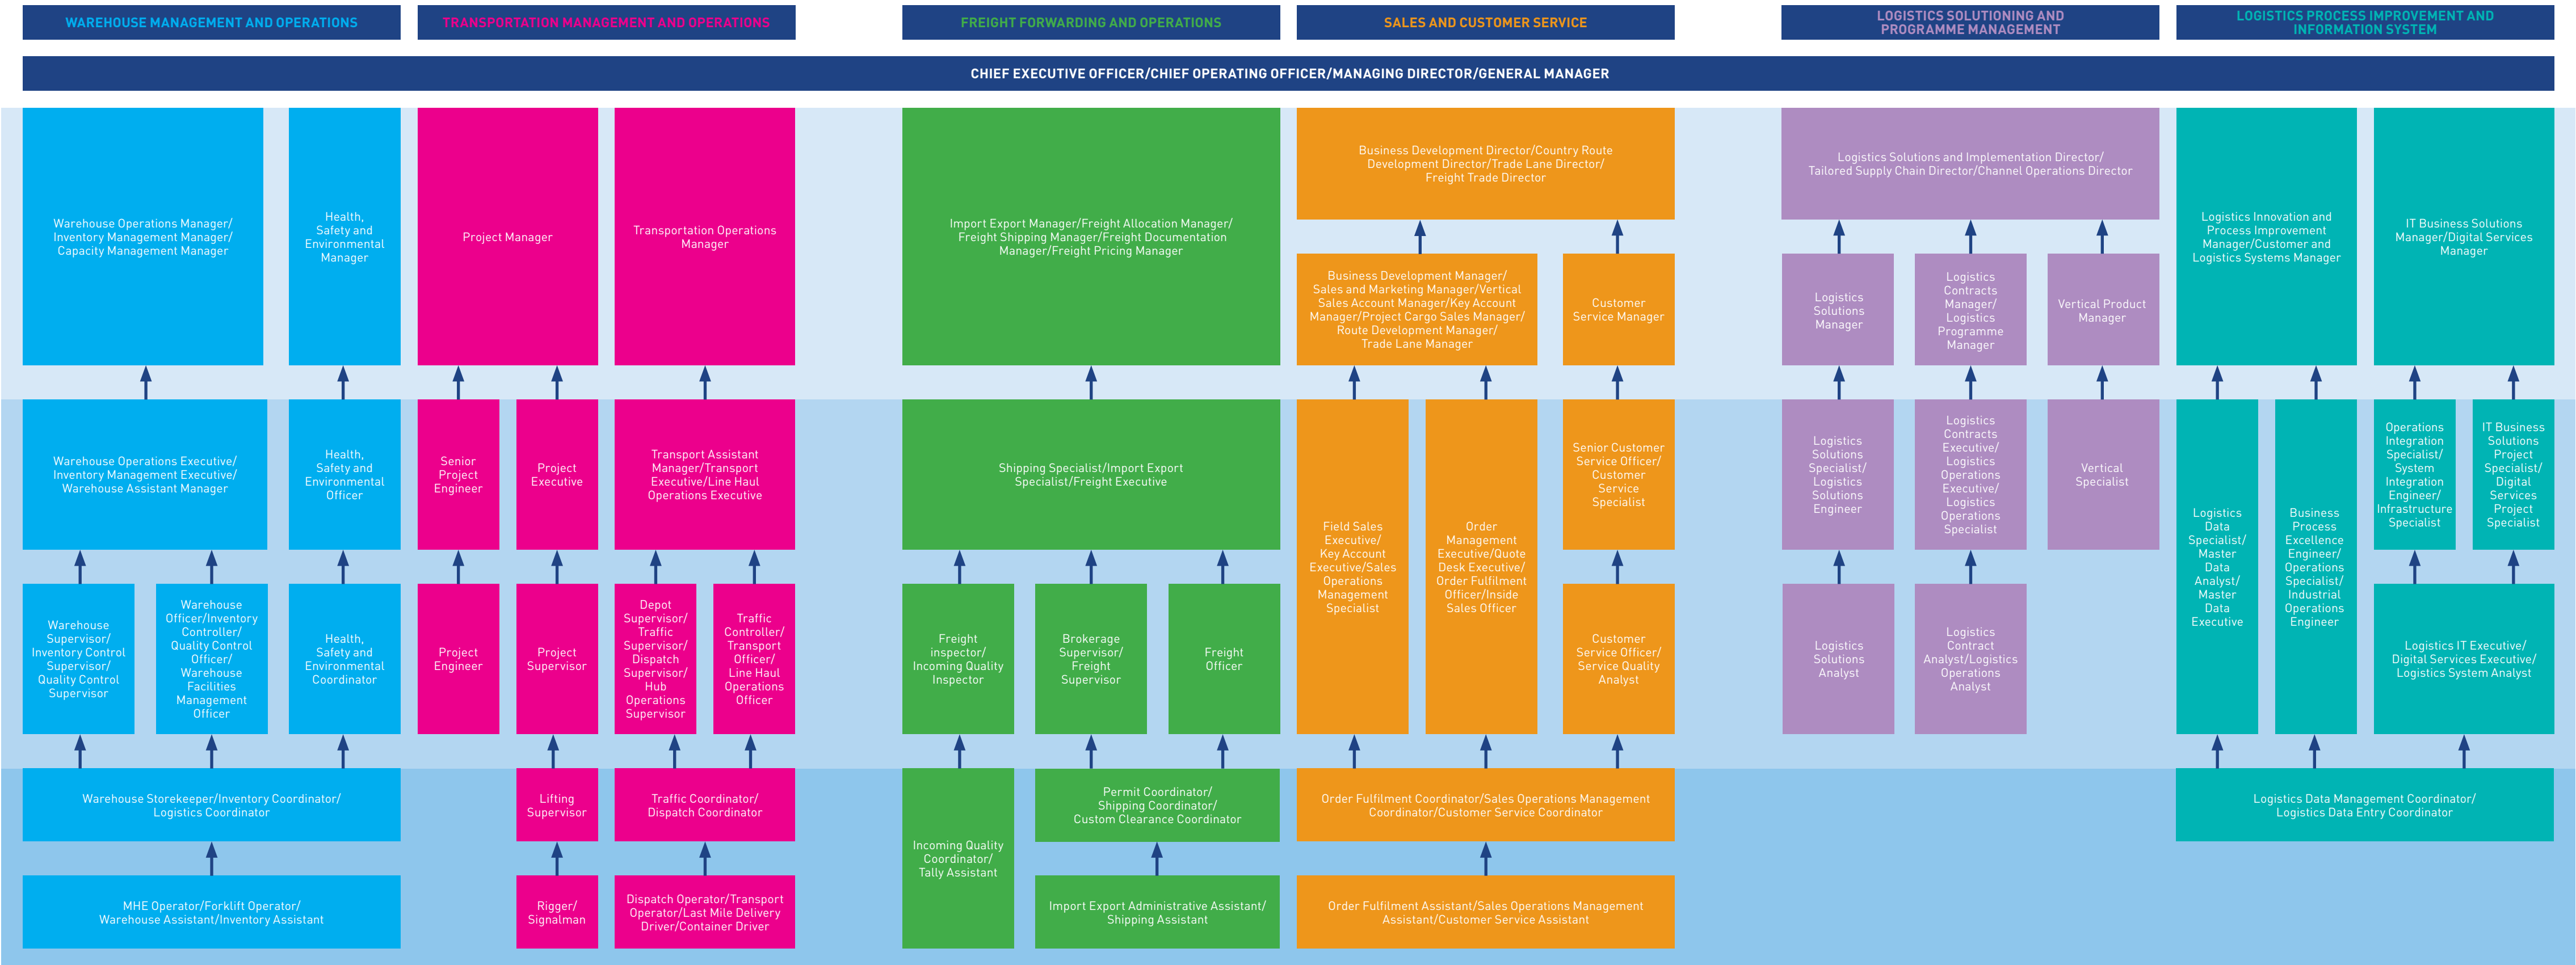 WAREHOUSE MANAGEMENT AND OPERATIONS
TRANSPORTATION MANAGEMENT AND OPERATIONS
FREIGHT FORWARDING AND OPERATIONS
SALES AND CUSTOMER SERVICE
LOGISTICS SOLUTIONING AND
PROGRAMME MANAGEMENT
LOGISTICS PROCESS IMPROVEMENT AND
INFORMATION SYSTEM
CHIEF EXECUTIVE OFFICER/CHIEF OPERATING OFFICER/MANAGING DIRECTOR/GENERAL MANAGER
Warehouse Operations Manager/
Inventory Management Manager/
Capacity Management Manager
Health,
Safety and
Environmental
Manager
Warehouse Operations Executive/
Inventory Management Executive/
Warehouse Assistant Manager
Health,
Safety and
Environmental
Officer
Warehouse
Supervisor/
Inventory Control
Supervisor/
Quality Control
Supervisor
Warehouse
Officer/Inventory
Controller/
Quality Control
Officer/
Warehouse
Facilities
Management
Officer
Health,
Safety and
Environmental
Coordinator
Warehouse Storekeeper/Inventory Coordinator/
Logistics Coordinator
MHE Operator/Forklift Operator/
Warehouse Assistant/Inventory Assistant
Project Manager
Transportation Operations
Manager
Senior
Project
Engineer
Project
Executive
Transport Assistant
Manager/Transport
Executive/Line Haul
Operations Executive
Project
Engineer
Project
Supervisor
Depot
Supervisor/
Traffic
Supervisor/
Dispatch
Supervisor/
Hub
Operations
Supervisor
Traffic
Controller/
Transport
Officer/
Line Haul
Operations
Officer
Lifting
Supervisor
Traffic Coordinator/
Dispatch Coordinator
Rigger/
Signalman
Dispatch Operator/Transport
Operator/Last Mile Delivery
Driver/Container Driver
Import Export Manager/Freight Allocation Manager/
Freight Shipping Manager/Freight Documentation
Manager/Freight Pricing Manager
Shipping Specialist/Import Export
Specialist/Freight Executive
Freight
inspector/
Incoming Quality
Inspector
Brokerage
Supervisor/
Freight
Supervisor
Freight
Officer
Incoming Quality
Coordinator/
Tally Assistant
Permit Coordinator/
Shipping Coordinator/
Custom Clearance Coordinator
Import Export Administrative Assistant/
Shipping Assistant
Business Development Director/Country Route
Development Director/Trade Lane Director/
Freight Trade Director
Business Development Manager/
Sales and Marketing Manager/Vertical
Sales Account Manager/Key Account
Manager/Project Cargo Sales Manager/
Route Development Manager/
Trade Lane Manager
Customer
Service Manager
Field Sales
Executive/
Key Account
Executive/Sales
Operations
Management
Specialist
Order
Management
Executive/Quote
Desk Executive/
Order Fulfilment
Officer/Inside
Sales Officer
Senior Customer
Service Officer/
Customer
Service
Specialist
Customer
Service Officer/
Service Quality
Analyst
Order Fulfilment Coordinator/Sales Operations Management
Coordinator/Customer Service Coordinator
Order Fulfilment Assistant/Sales Operations Management
Assistant/Customer Service Assistant
Logistics Solutions and Implementation Director/
Tailored Supply Chain Director/Channel Operations Director
Logistics
Solutions
Manager
Logistics
Contracts
Manager/
Logistics
Programme
Manager
Vertical Product
Manager
Logistics
Solutions
Specialist/
Logistics
Solutions
Engineer
Logistics
Contracts
Executive/
Logistics
Operations
Executive/
Logistics
Operations
Specialist
Vertical
Specialist
Logistics
Solutions
Analyst
Logistics
Contract
Analyst/Logistics
Operations
Analyst
Logistics Innovation and
Process Improvement
Manager/Customer and
Logistics Systems Manager
IT Business Solutions
Manager/Digital Services
Manager
Logistics
Data
Specialist/
Master
Data
Analyst/
Master
Data
Executive
Business
Process
Excellence
Engineer/
Operations
Specialist/
Industrial
Operations
Engineer
Operations
Integration
Specialist/
System
Integration
Engineer/
Infrastructure
Specialist
IT Business
Solutions
Project
Specialist/
Digital
Services
Project
Specialist
Logistics IT Executive/
Digital Services Executive/
Logistics System Analyst
Logistics Data Management Coordinator/
Logistics Data Entry Coordinator